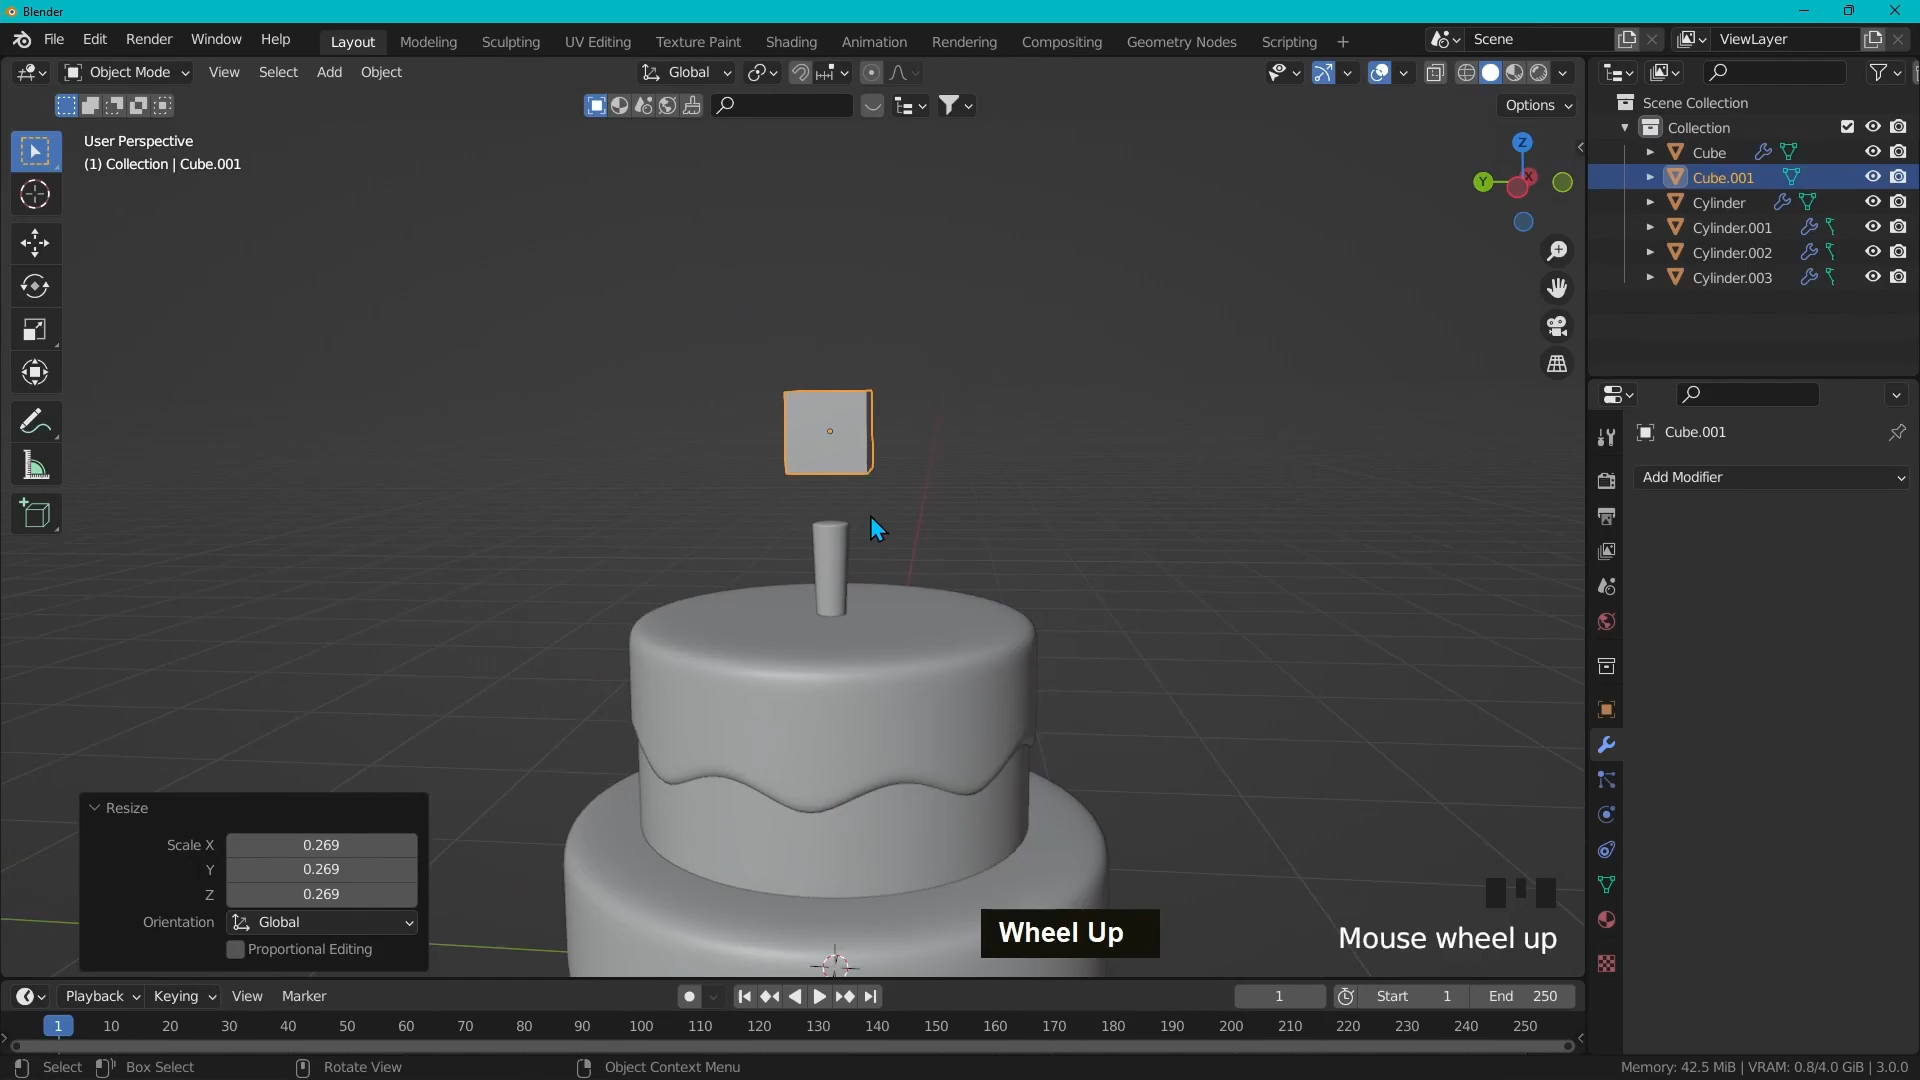 Blender
File Edit Render Window Help Layout Modeling Sculpting UV Editing Texture Paint Shading Animation Rendering Compositing Geometry Nodes Scripting + Scene ViewLayer
Object Mode View Select Add Object Global
Options
User Perspective
(1) Collection | Cube.001
Z
Y
X
Scene Collection
Collection
Cube
Cube.001
Cylinder
Cylinder.001
Cylinder.002
Cylinder.003
Cube.001
Add Modifier
Resize
Scale X 0.269
Y 0.269
Z 0.269
Orientation Global
Proportional Editing
Wheel Up
Mouse wheel up
Playback Keying View Marker 1 Start 1 End 250
1 10 20 30 40 50 60 70 80 90 100 110 120 130 140 150 160 170 180 190 200 210 220 230 240 250
Select Box Select Rotate View Object Context Menu Memory: 42.5 MiB | VRAM: 0.8/4.0 GiB | 3.0.0